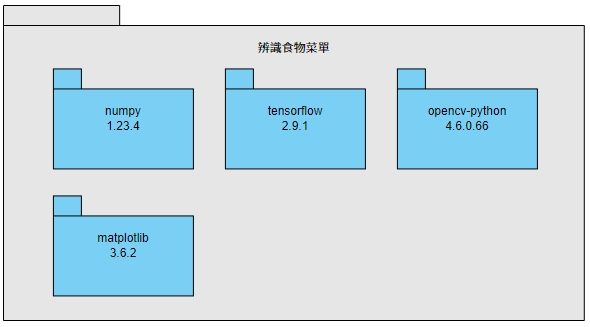 辨識食物菜單
numpy
1.23.4
tensorflow
2.9.1
opencv-python
4.6.0.66
matplotlib
3.6.2